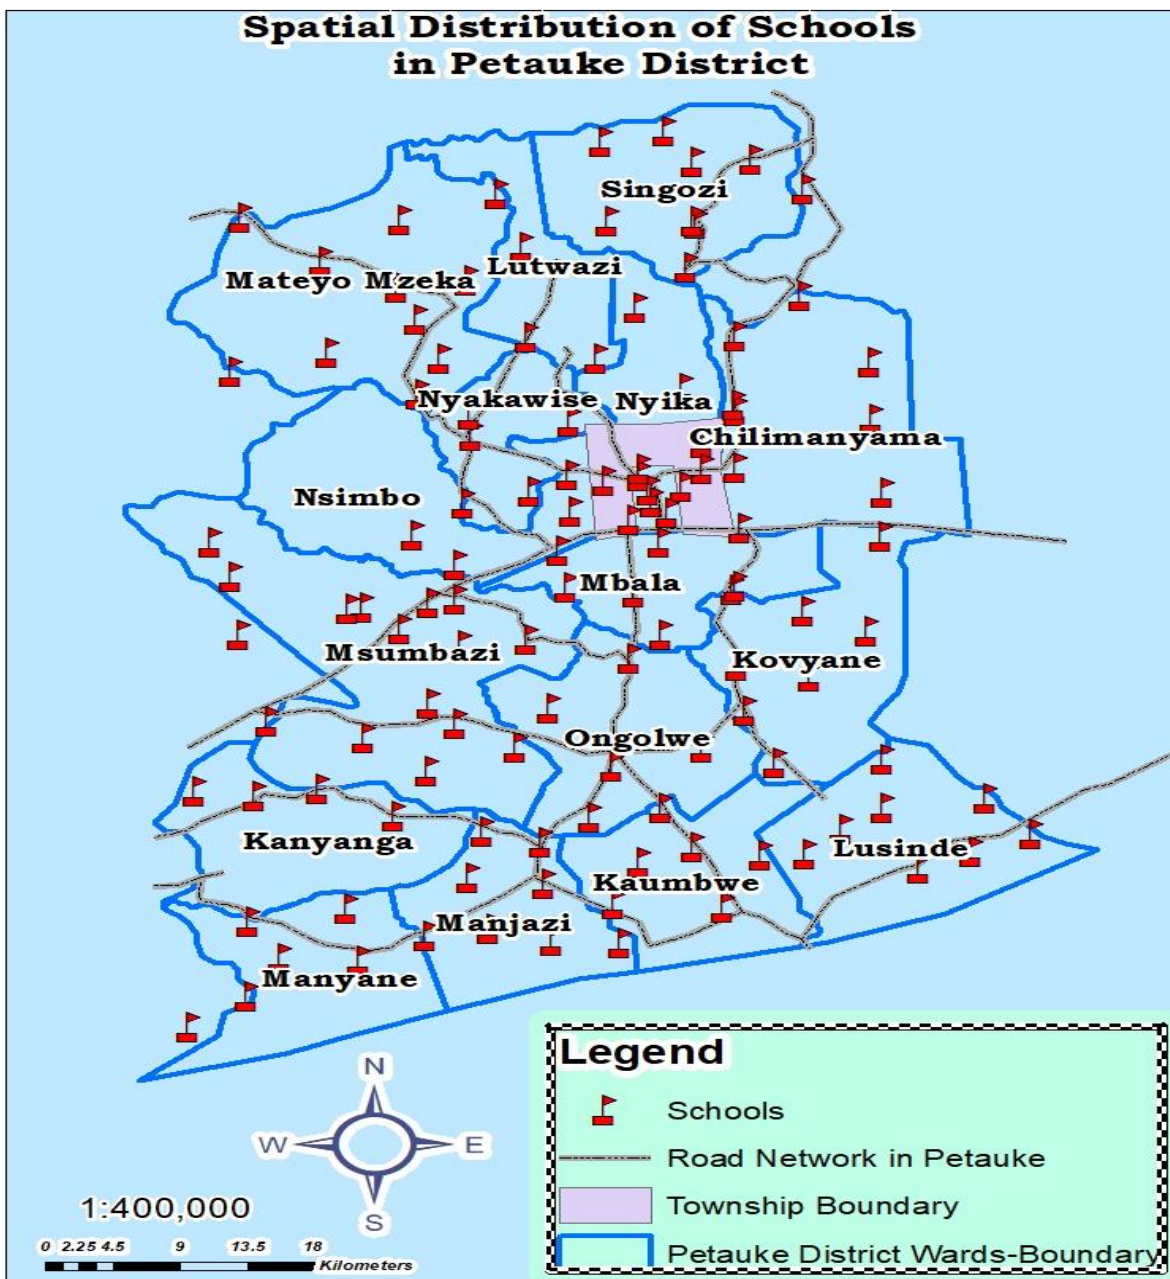 Spatial Distribution of Schools
in Petauke District
Singozi
Lutwazi
Mateyo Mzeka
Nyakawise
Nyika
Chilimanyama
Nsimbo
Mbala
Msumbazi
Kovyane
Ongolwe
Kanyanga
Lusinde
Kaumbwe
Manjazi
Manyane
Legend
Schools
Road Network in Petauke
Township Boundary
Petauke District Wards-Boundary
N
W
E
S
1:400,000
0 2.25 4.5 9 13.5 18
Kilometers